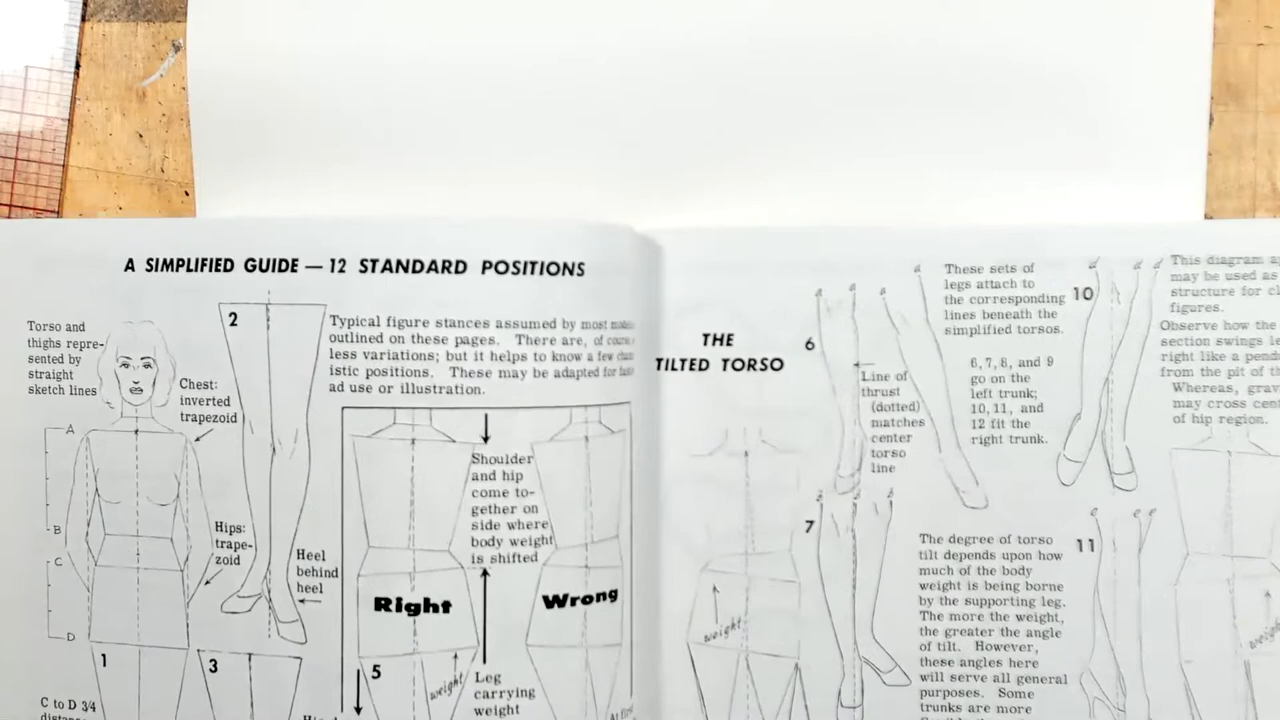 A SIMPLIFIED GUIDE — 12 STANDARD POSITIONS
Torso and
thighs repre-
sented by
straight
sketch lines
Chest:
inverted
trapezoid
A
B
C
D
Hips:
trape-
zoid
2
Heel
behind
heel
1
3
C to D 3/4
Typical figure stances assumed by most
outlined on these pages. There are, of
less variations; but it helps to know a few
istic positions. These may be adapted for
ad use or illustration.
Shoulder
and hip
come to-
gether on
side where
body weight
is shifted
Right
Wrong
5
weight
Leg
carrying
weight
THE
TILTED TORSO
weight
6
Line of
thrust
(dotted)
matches
center
torso
line
7
These sets of
legs attach to
the corresponding
lines beneath the
simplified torsos.
6, 7, 8, and 9
go on the
left trunk;
10, 11, and
12 fit the
right trunk.
The degree of torso
tilt depends upon how
much of the body
weight is being borne
by the supporting leg.
The more the weight,
the greater the angle
of tilt. However,
these angles here
will serve all general
purposes. Some
trunks are more
10
11
This diagram
may be used as
structure for
figures.
Observe how the
section swings
right like a
from the pit of
Whereas,
may cross
of hip region.